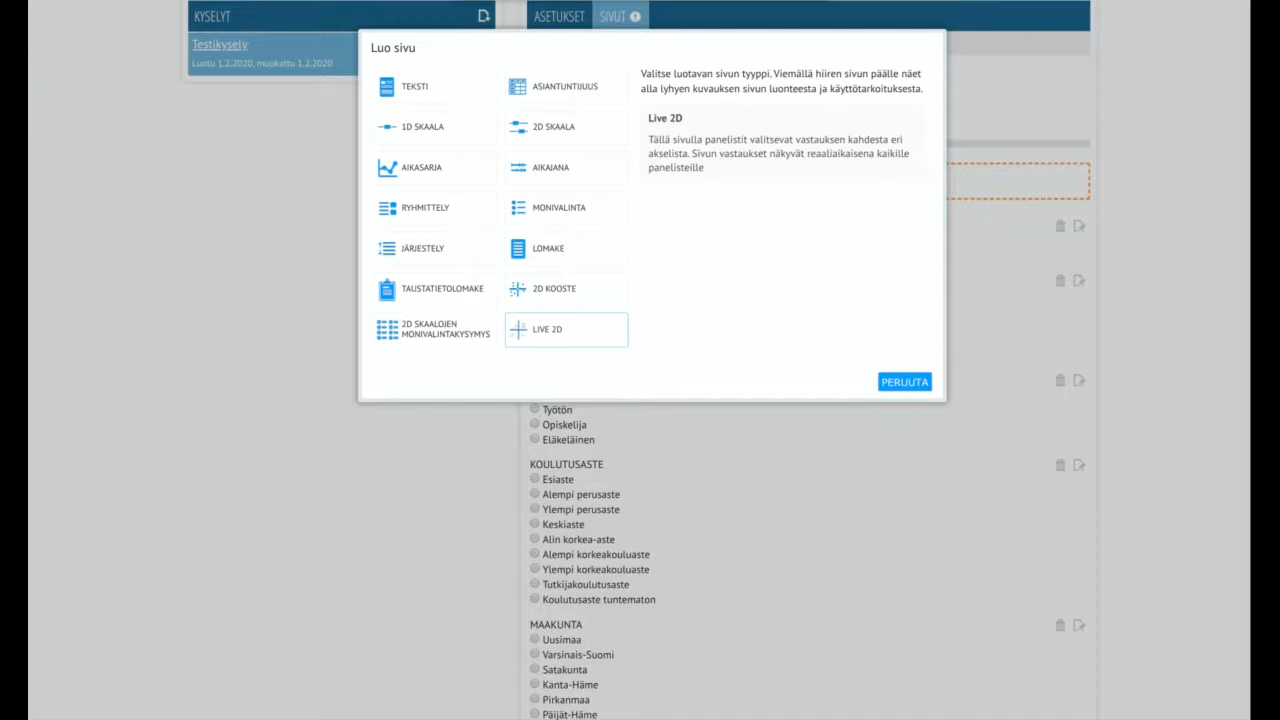 KYSELYT
ASETUKSET
SIVUT
Testikysely
Luotu 1.2.2020, muokattu 1.2.2020
Luo sivu
TEKSTI
ASIANTUNTIJUUS
1D SKAALA
2D SKAALA
AIKASARJA
AIKAJANA
RYHMITTELY
MONIVALINTA
JÄRJESTELY
LOMAKE
TAUSTATIETOLOMAKE
2D KOOSTE
2D SKAALOJEN
MONIVALINTAKYSYMYS
LIVE 2D
Valitse luotavan sivun tyyppi. Viemällä hiiren sivun päälle näet
alla lyhyen kuvauksen sivun luonteesta ja käyttötarkoituksesta.
Live 2D
Tällä sivulla panelistit valitsevat vastauksen kahdesta eri
akselista. Sivun vastaukset näkyvät reaaliaikaisena kaikille
panelisteille
PERUUTA
Työtön
Opiskelija
Eläkeläinen
KOULUTUSASTE
Esiaste
Alempi perusaste
Ylempi perusaste
Keskiaste
Alin korkea-aste
Alempi korkeakouluaste
Ylempi korkeakouluaste
Tutkijakoulutusaste
Koulutusaste tuntematon
MAAKUNTA
Uusimaa
Varsinais-Suomi
Satakunta
Kanta-Häme
Pirkanmaa
Päijät-Häme